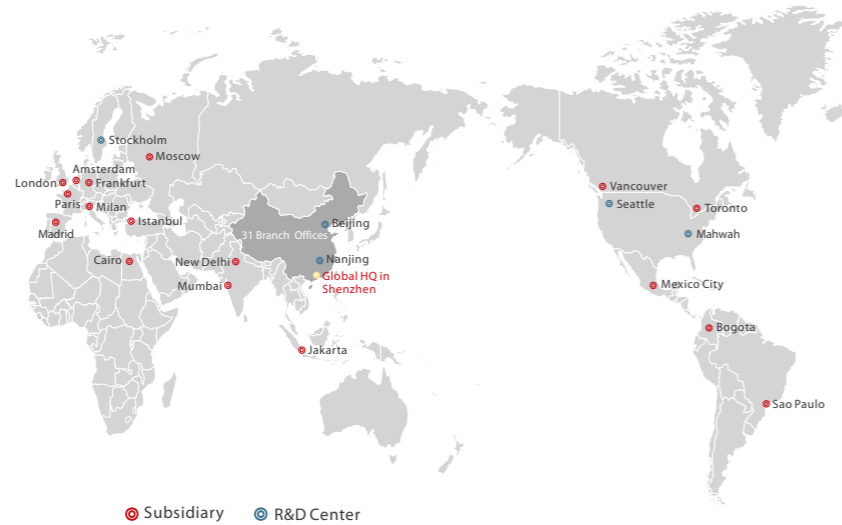 Stockholm
Moscow
Amsterdam
London
Frankfurt
Paris
Milan
Madrid
Istanbul
Cairo
New Delhi
Mumbai
31 Branch Offices
Beijing
Nanjing
Global HQ in
Shenzhen
Jakarta
Vancouver
Seattle
Toronto
Mahwah
Mexico City
Bogota
Sao Paulo
Subsidiary
R&D Center